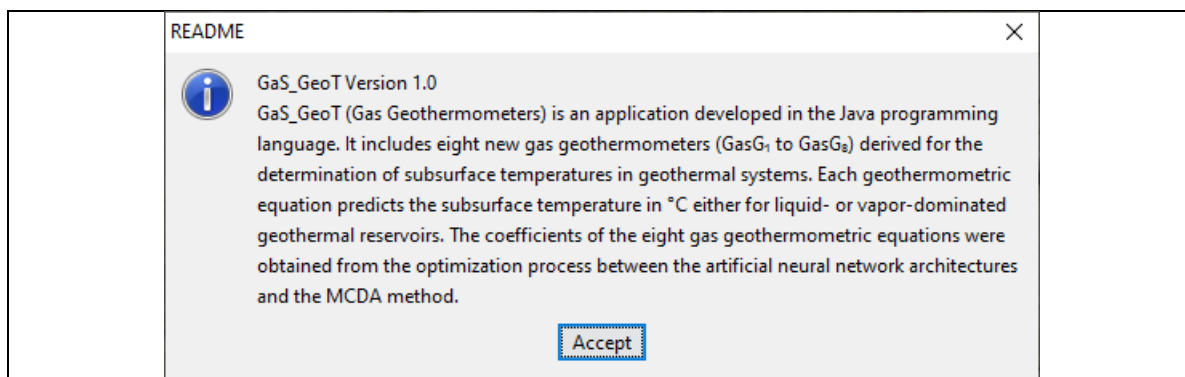 README
GaS_GeoT Version 1.0
GaS_GeoT (Gas Geothermometers) is an application developed in the Java programming
language. It includes eight new gas geothermometers (GasG₁ to GasG₈) derived for the
determination of subsurface temperatures in geothermal systems. Each geothermometric
equation predicts the subsurface temperature in °C either for liquid- or vapor-dominated
geothermal reservoirs. The coefficients of the eight gas geothermometric equations were
obtained from the optimization process between the artificial neural network architectures
and the MCDA method.
Accept